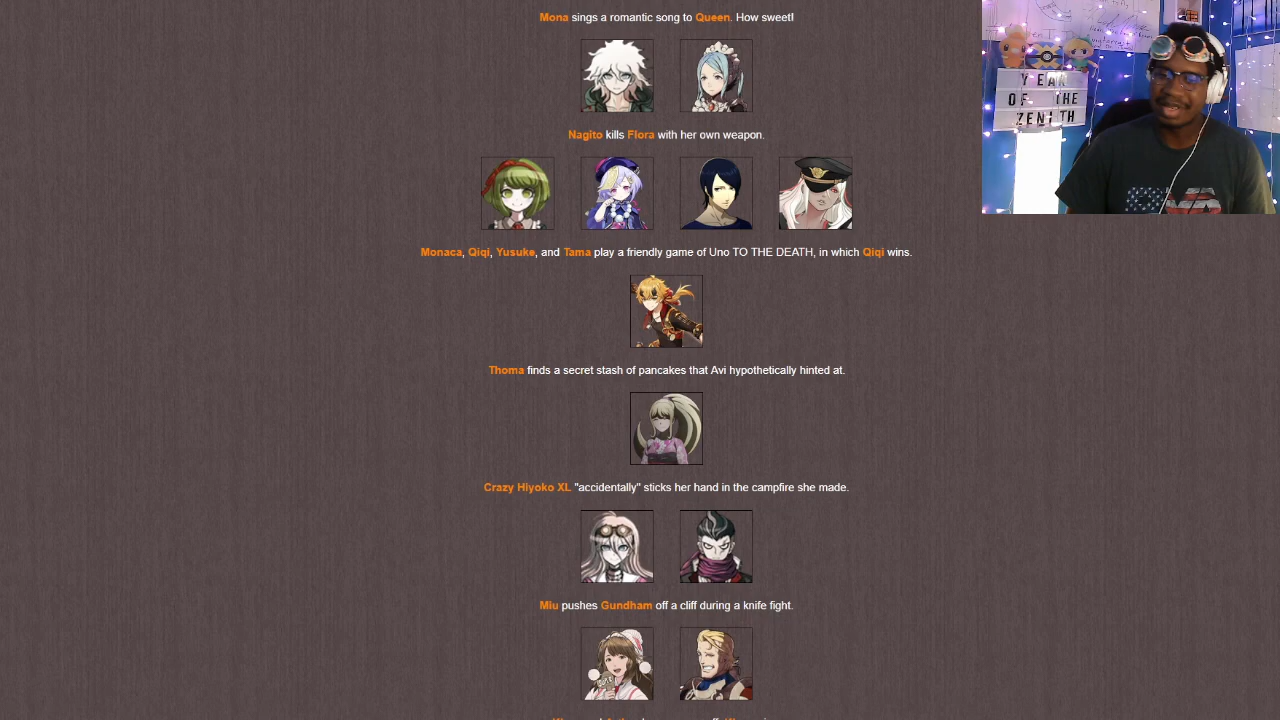 Mona sings a romantic song to Queen. How sweet!
YEAR
OF THE
ZENITH
Nagito kills Flora with her own weapon.
Monaca, Qiqi, Yusuke, and Tama play a friendly game of Uno TO THE DEATH, in which Qiqi wins.
Thoma finds a secret stash of pancakes that Avi hypothetically hinted at.
Crazy Hiyoko XL "accidentally" sticks her hand in the campfire she made.
Miu pushes Gundham off a cliff during a knife fight.